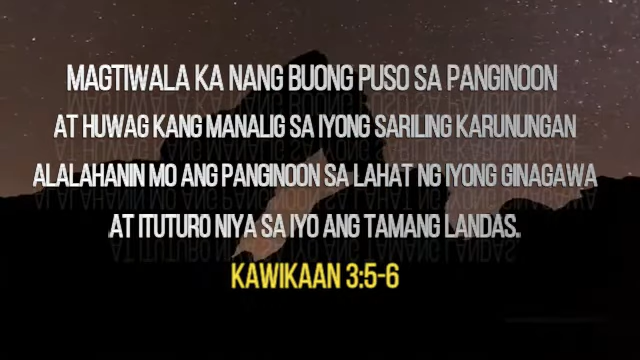 MAGTIWALA KA NANG BUONG PUSO SA PANGINOON
AT HUWAG KANG MANALIG SA IYONG SARILING KARUNUNGAN
ALALAHANIN MO ANG PANGINOON SA LAHAT NG IYONG GINAGAWA
AT ITUTURO NIYA SA IYO ANG TAMANG LANDAS.
KAWIKAAN 3:5-6